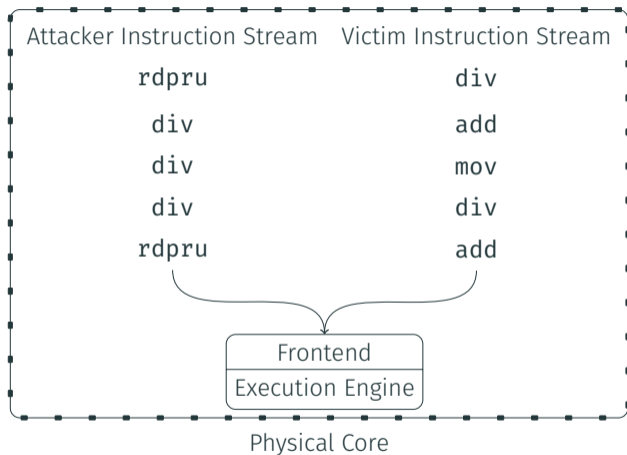 Attacker Instruction Stream Victim Instruction Stream
rdpru div
div add
div mov
div div
rdpru add
Frontend
Execution Engine
Physical Core